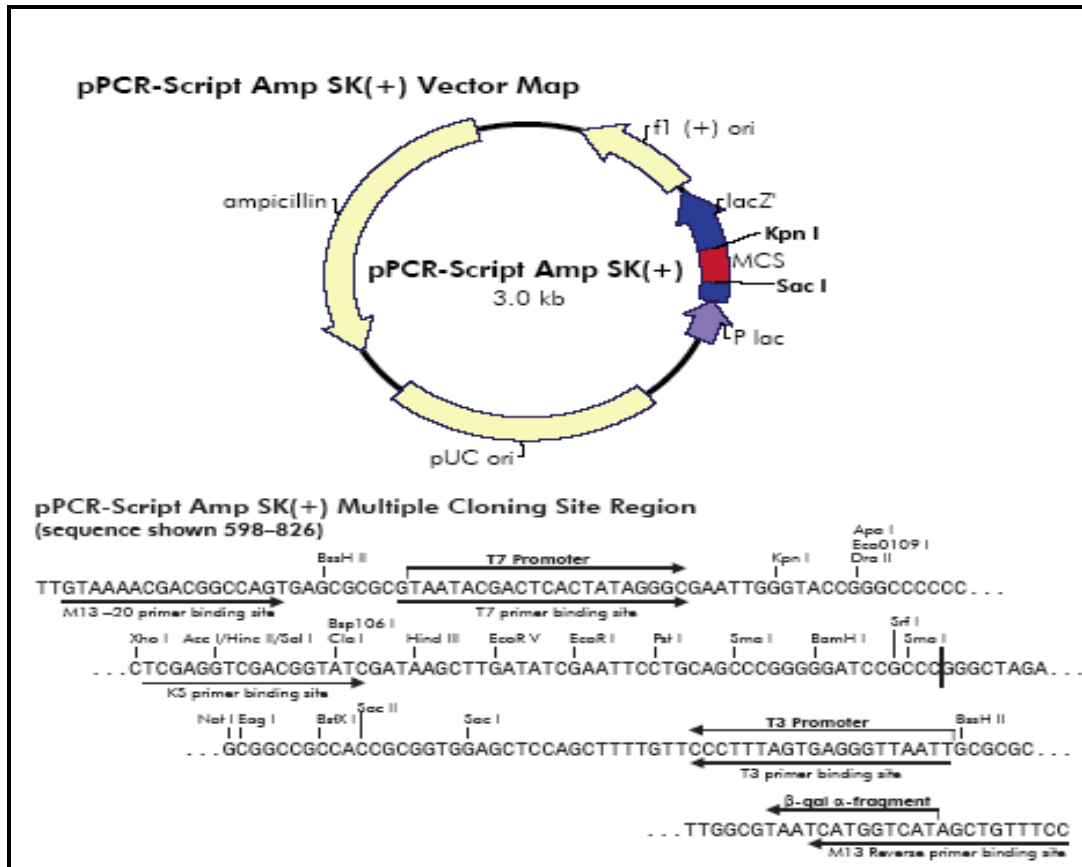 pPCR-Script Amp SK(+) Vector Map
f1 (+) ori
ampicillin
lacZ'
Kpn I
MCS
pPCR-Script Amp SK(+)
3.0 kb
Sac I
P lac
pUC ori
pPCR-Script Amp SK(+) Multiple Cloning Site Region
(sequence shown 598–826)
Apa I
Eco0109 I
BssH II T7 Promoter Kpn I Dra II
TTGTAAAACGACGGCCAGTGAGCGCGCGTAATACGACTCACTATAGGGCGAATTGGGTACCGGGCCCCCC...
M13 –20 primer binding site T7 primer binding site
Bsp106 I Srf I
Xho I Acc I/Hinc II/Sal I Cla I Hind III EcoR V EcoR I Pst I Sma I BamH I Sma I
...CTCGAGGTCGACGGTATCGATAAGCTTGATATCGAATTCCTGCAGCCCGGGGGATCCGCCCGGGCTAGA...
KS primer binding site
Not I Eag I BstX I Sac II Sac I T3 Promoter BssH II
...GCGGCCGCCACCGCGGTGGAGCTCCAGCTTTTGTTCCCTTTAGTGAGGGTTAATTGCGCGC...
T3 primer binding site
β-gal α-fragment
...TTGGCGTAATCATGGTCATAGCTGTTTCC
M13 Reverse primer binding site